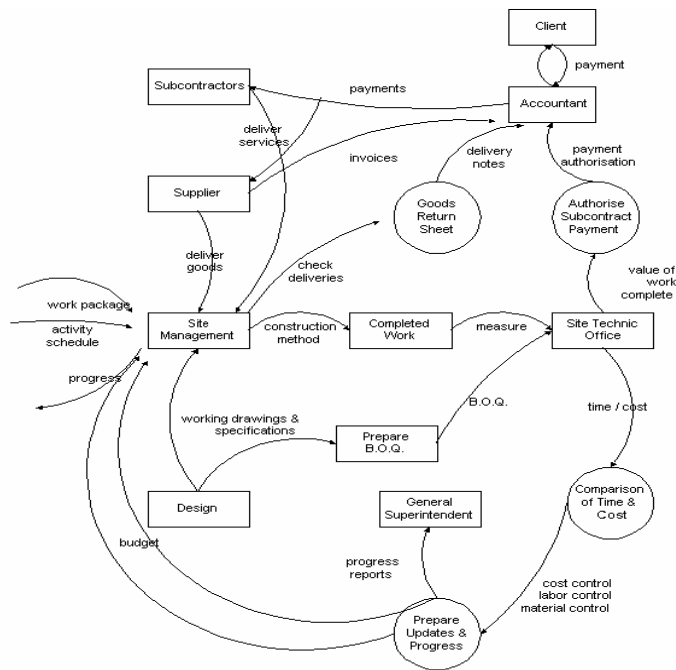 Client
payment
Subcontractors
payments
Accountant
deliver
services
invoices
delivery
notes
payment
authorisation
Supplier
Goods
Return
Sheet
Authorise
Subcontract
Payment
deliver
goods
check
deliveries
value of
work
complete
work package
activity
schedule
Site
Management
construction
method
Completed
Work
measure
Site Technic
Office
progress
working drawings &
specifications
B.O.Q.
time / cost
Prepare
B.O.Q.
Design
General
Superintendent
Comparison
of Time &
Cost
budget
progress
reports
cost control
labor control
material control
Prepare
Updates &
Progress